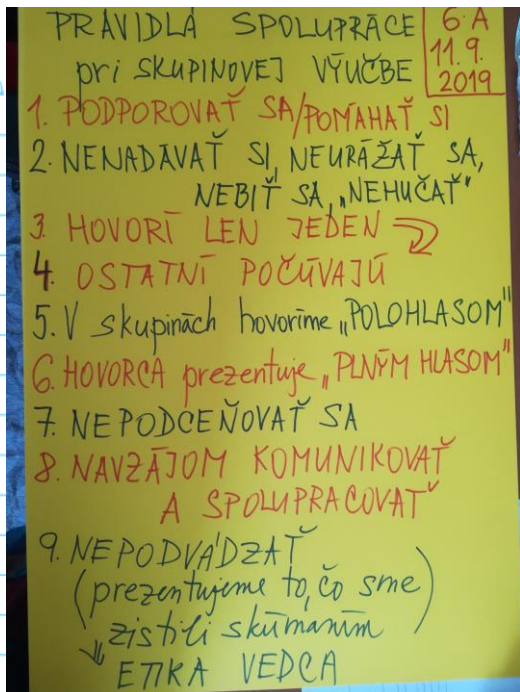 PRAVIDLÁ SPOLUPRÁCE
pri SKUPINOVEJ VÝUČBE
6. A
11. 9.
2019
1. PODPOROVAŤ SA/POMÁHAŤ SI
2. NENADÁVAŤ SI, NEURÁŽAŤ SA,
NEBIŤ SA, „NEHUČAŤ"
3. HOVORÍ LEN JEDEN
4. OSTATNÍ POČÚVAJÚ
5. V skupinách hovoríme „POLOHLASOM"
6. HOVORCA prezentuje „PLNÝM HLASOM"
7. NEPODCEŇOVAŤ SA
8. NAVZÁJOM KOMUNIKOVAŤ
A SPOLUPRACOVAŤ
9. NEPODVÁDZAŤ
(prezentujeme to, čo sme
zistili skúmaním)
ETIKA VEDCA